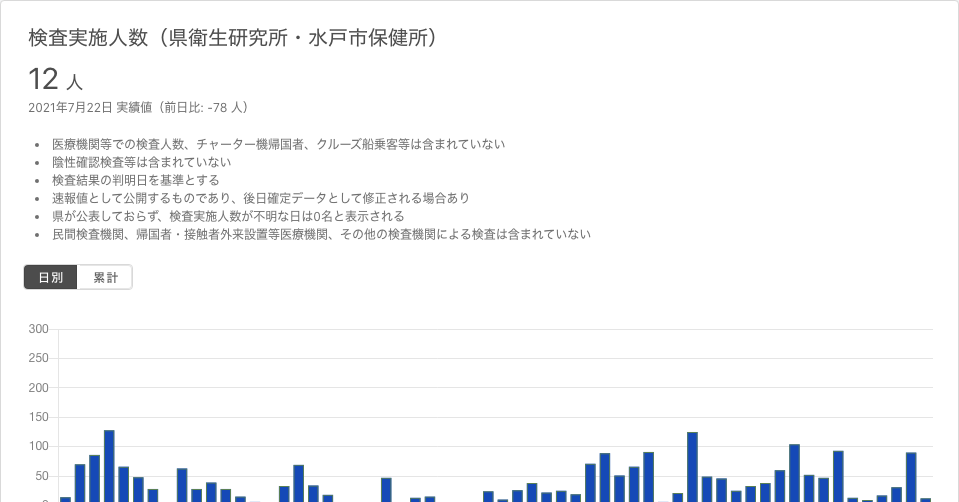 検査実施人数（県衛生研究所・水戸市保健所）
12 人
2021年7月22日 実績値（前日比: -78 人）
• 医療機関等での検査人数、チャーター機帰国者、クルーズ船乗客等は含まれていない
• 陰性確認検査等は含まれていない
• 検査結果の判明日を基準とする
• 速報値として公開するものであり、後日確定データとして修正される場合あり
• 県が公表しておらず、検査実施人数が不明な日は0名と表示される
• 民間検査機関、帰国者・接触者外来設置等医療機関、その他の検査機関による検査は含まれていない
日別 累計
300
250
200
150
100
50